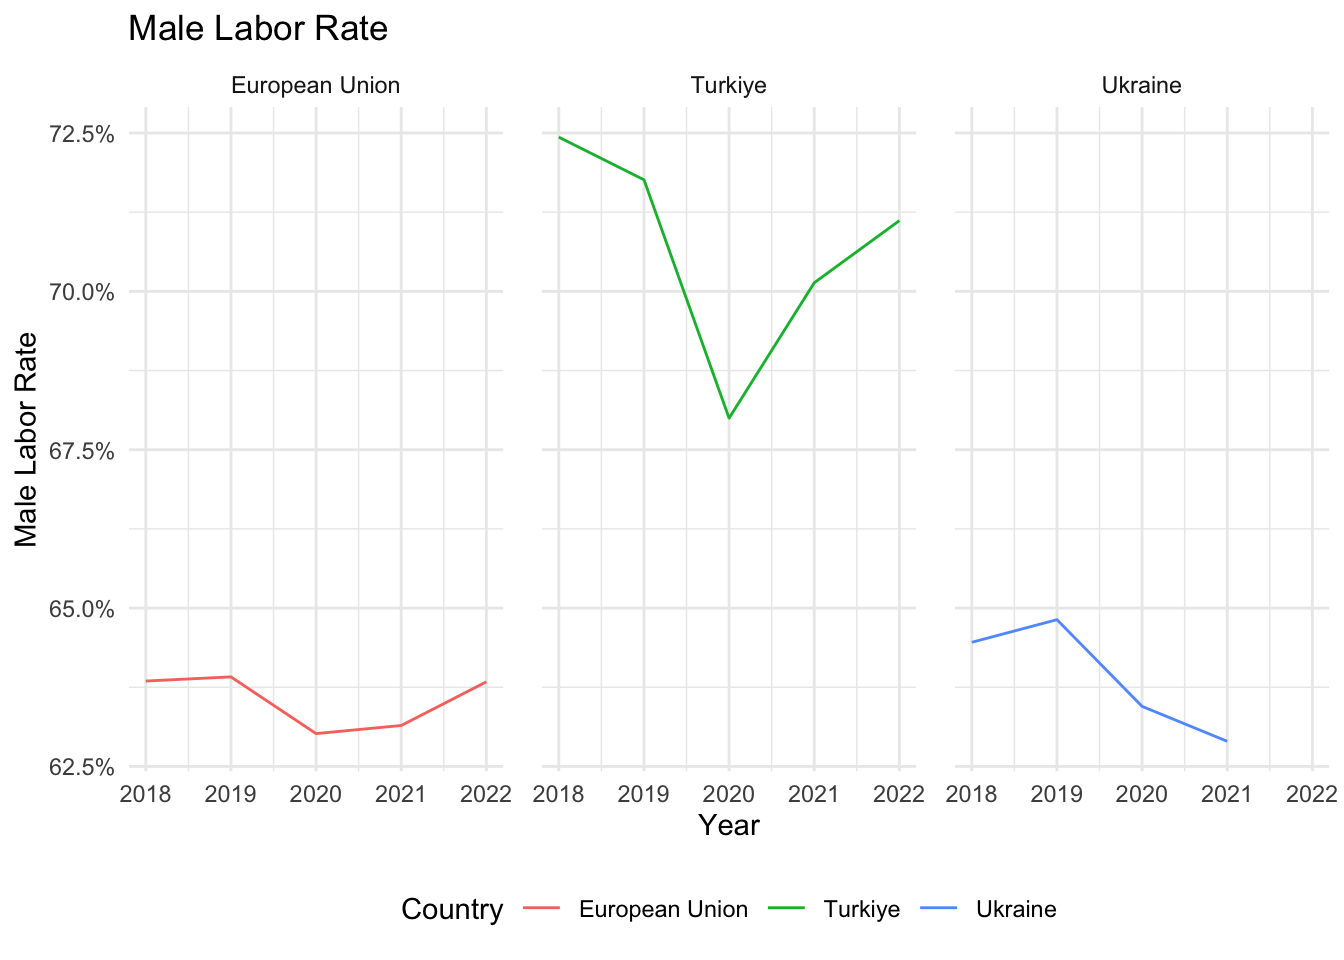 Male Labor Rate
European Union Turkiye Ukraine
72.5%
70.0%
67.5%
65.0%
62.5%
Male Labor Rate
2018 2019 2020 2021 2022 2018 2019 2020 2021 2022 2018 2019 2020 2021 2022
Year
Country European Union Turkiye Ukraine